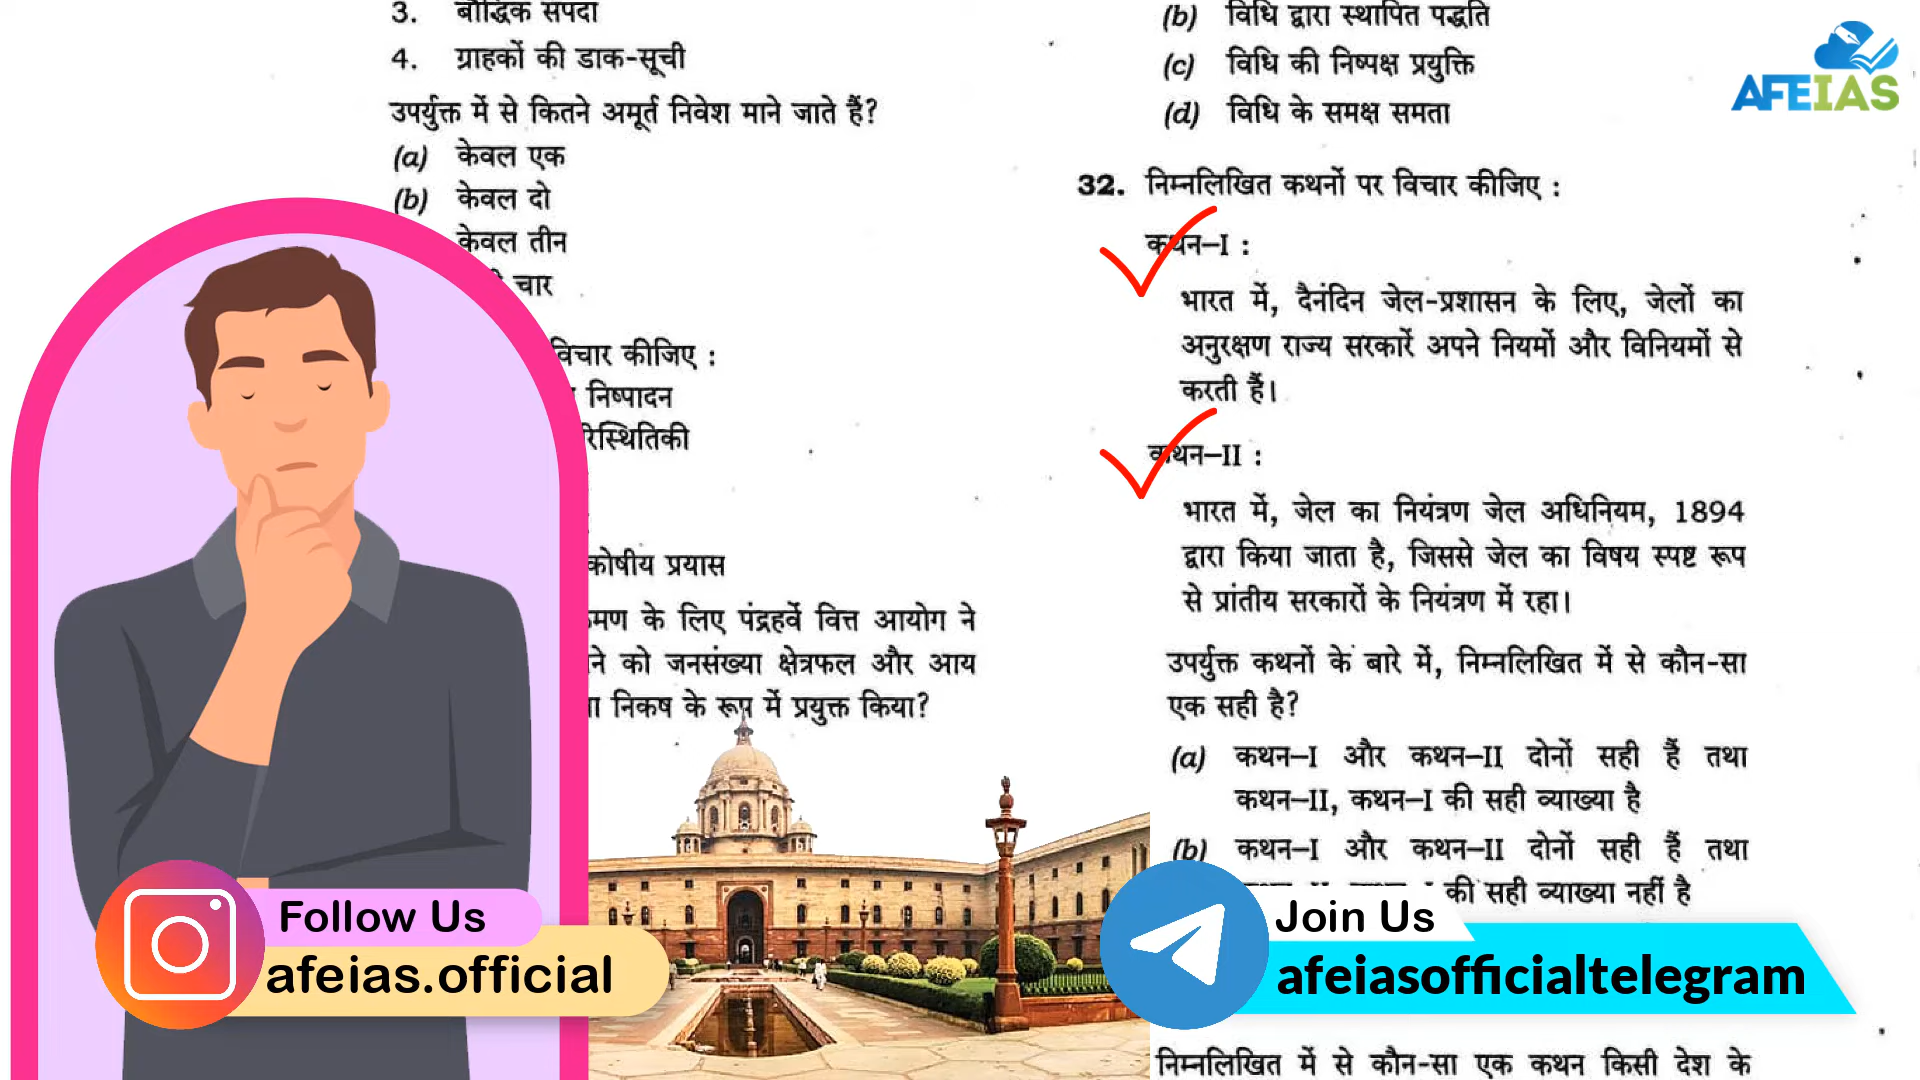 3. बौद्धिक संपदा
4. ग्राहकों की डाक-सूची
उपर्युक्त में से कितने अमूर्त निवेश माने जाते हैं?
(a) केवल एक
(b) केवल दो
केवल तीन
चार
विचार कीजिए :
निष्पादन
कोषीय प्रयास
के लिए पंद्रहवें वित्त आयोग ने
को जनसंख्या क्षेत्रफल और आय
निकष के रूप में प्रयुक्त किया?
(b) विधि द्वारा स्थापित पद्धति
(c) विधि की निष्पक्ष प्रयुक्ति
(d) विधि के समक्ष समता
32. निम्नलिखित कथनों पर विचार कीजिए :
कथन–I :
भारत में, दैनंदिन जेल-प्रशासन के लिए, जेलों का
अनुरक्षण राज्य सरकारें अपने नियमों और विनियमों से
करती हैं।
कथन–II :
भारत में, जेल का नियंत्रण जेल अधिनियम, 1894
द्वारा किया जाता है, जिससे जेल का विषय स्पष्ट रूप
से प्रांतीय सरकारों के नियंत्रण में रहा।
उपर्युक्त कथनों के बारे में, निम्नलिखित में से कौन-सा
एक सही है?
(a) कथन–I और कथन–II दोनों सही हैं तथा
कथन–II, कथन–I की सही व्याख्या है
(b) कथन–I और कथन–II दोनों सही हैं तथा
की सही व्याख्या नहीं है
निम्नलिखित में से कौन-सा एक कथन किसी देश के
AFEIAS
Follow Us
afeias.official
Join Us
afeiasofficialtelegram